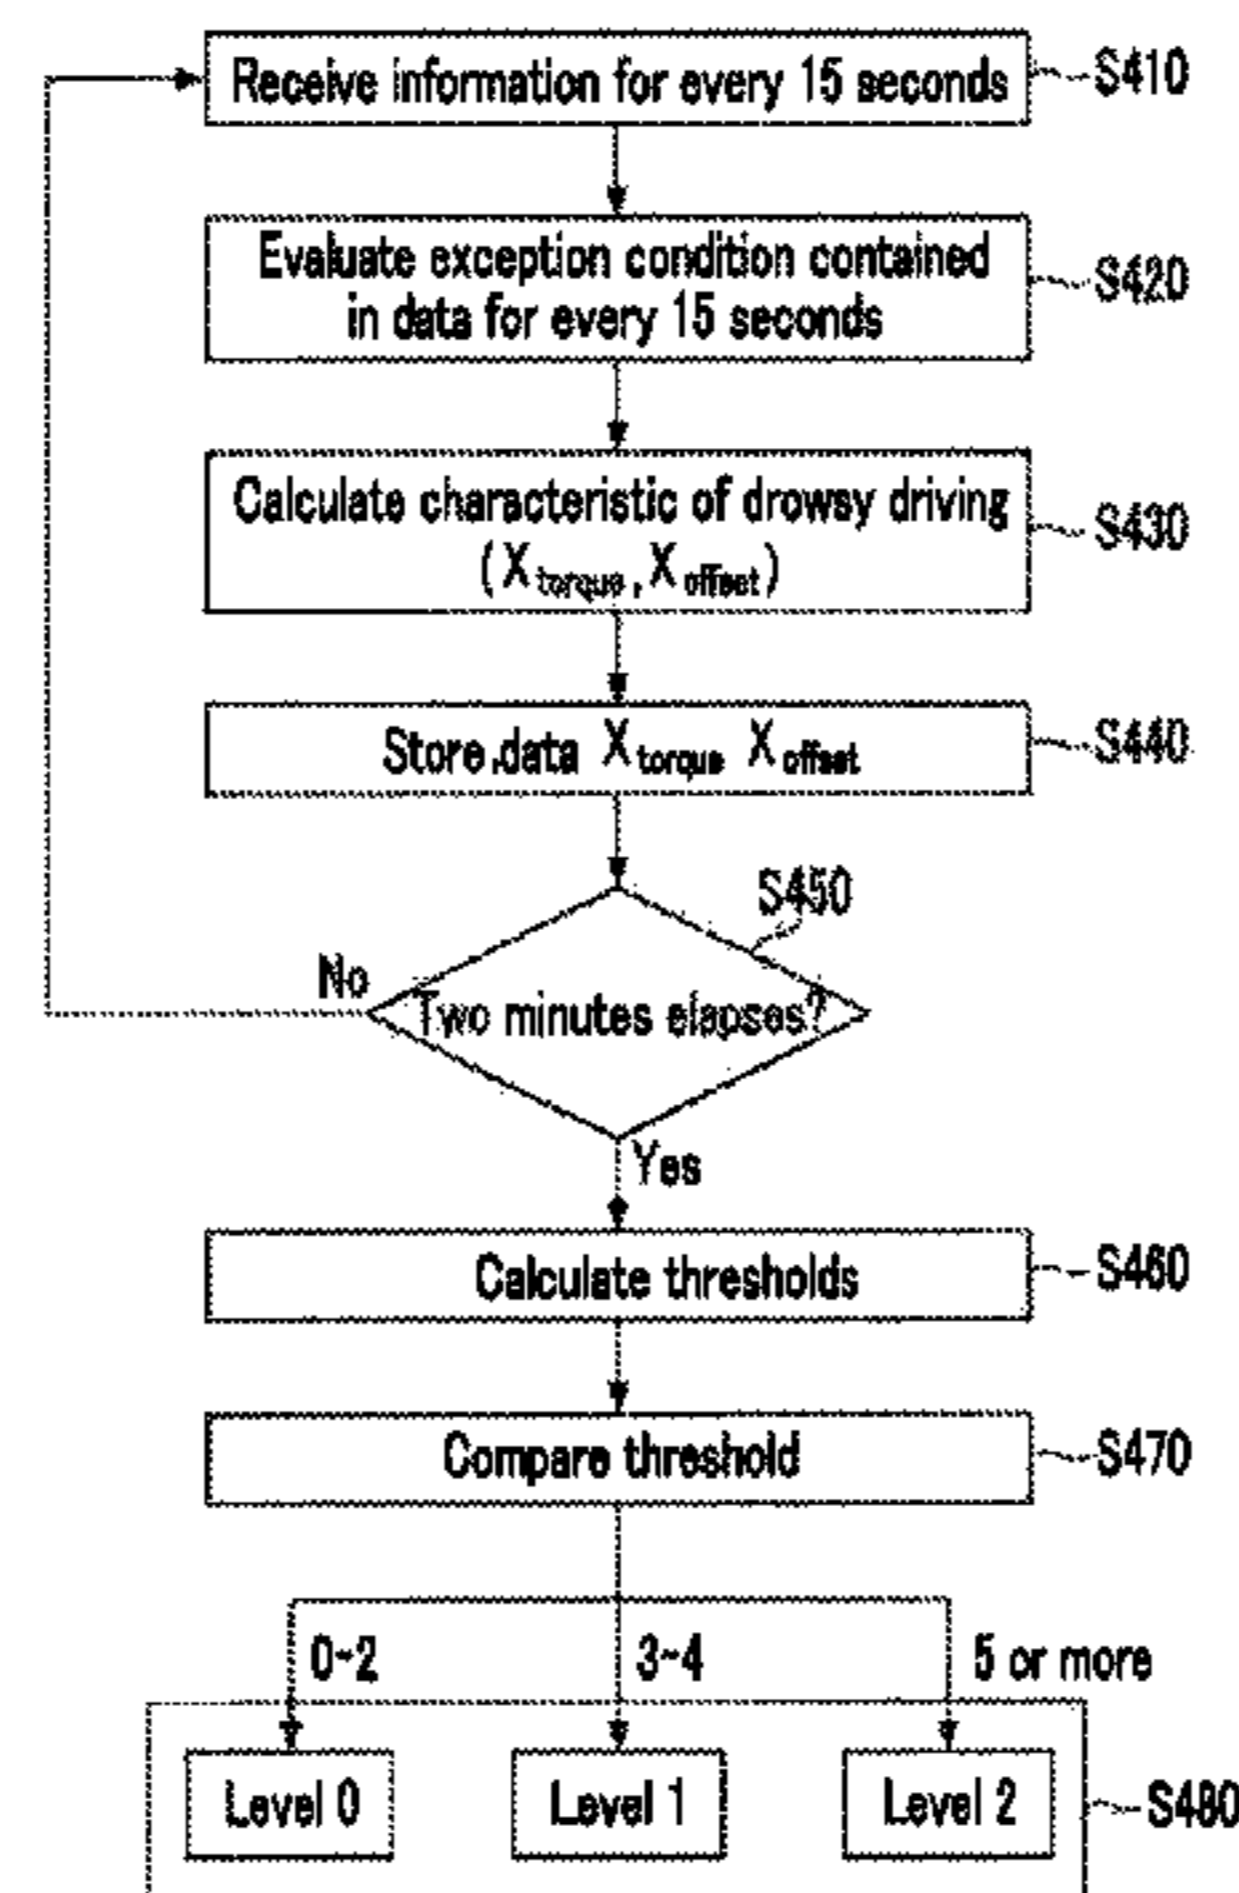 Receive information for every 15 seconds
S410
Evaluate exception condition contained
in data for every 15 seconds
S420
Calculate characteristic of drowsy driving
(Xtorque, Xoffset)
S430
Store data Xtorque Xoffset
S440
S450
No
Two minutes elapses?
Yes
Calculate thresholds
S460
Compare threshold
S470
0~2
3~4
5 or more
Level 0
Level 1
Level 2
S480